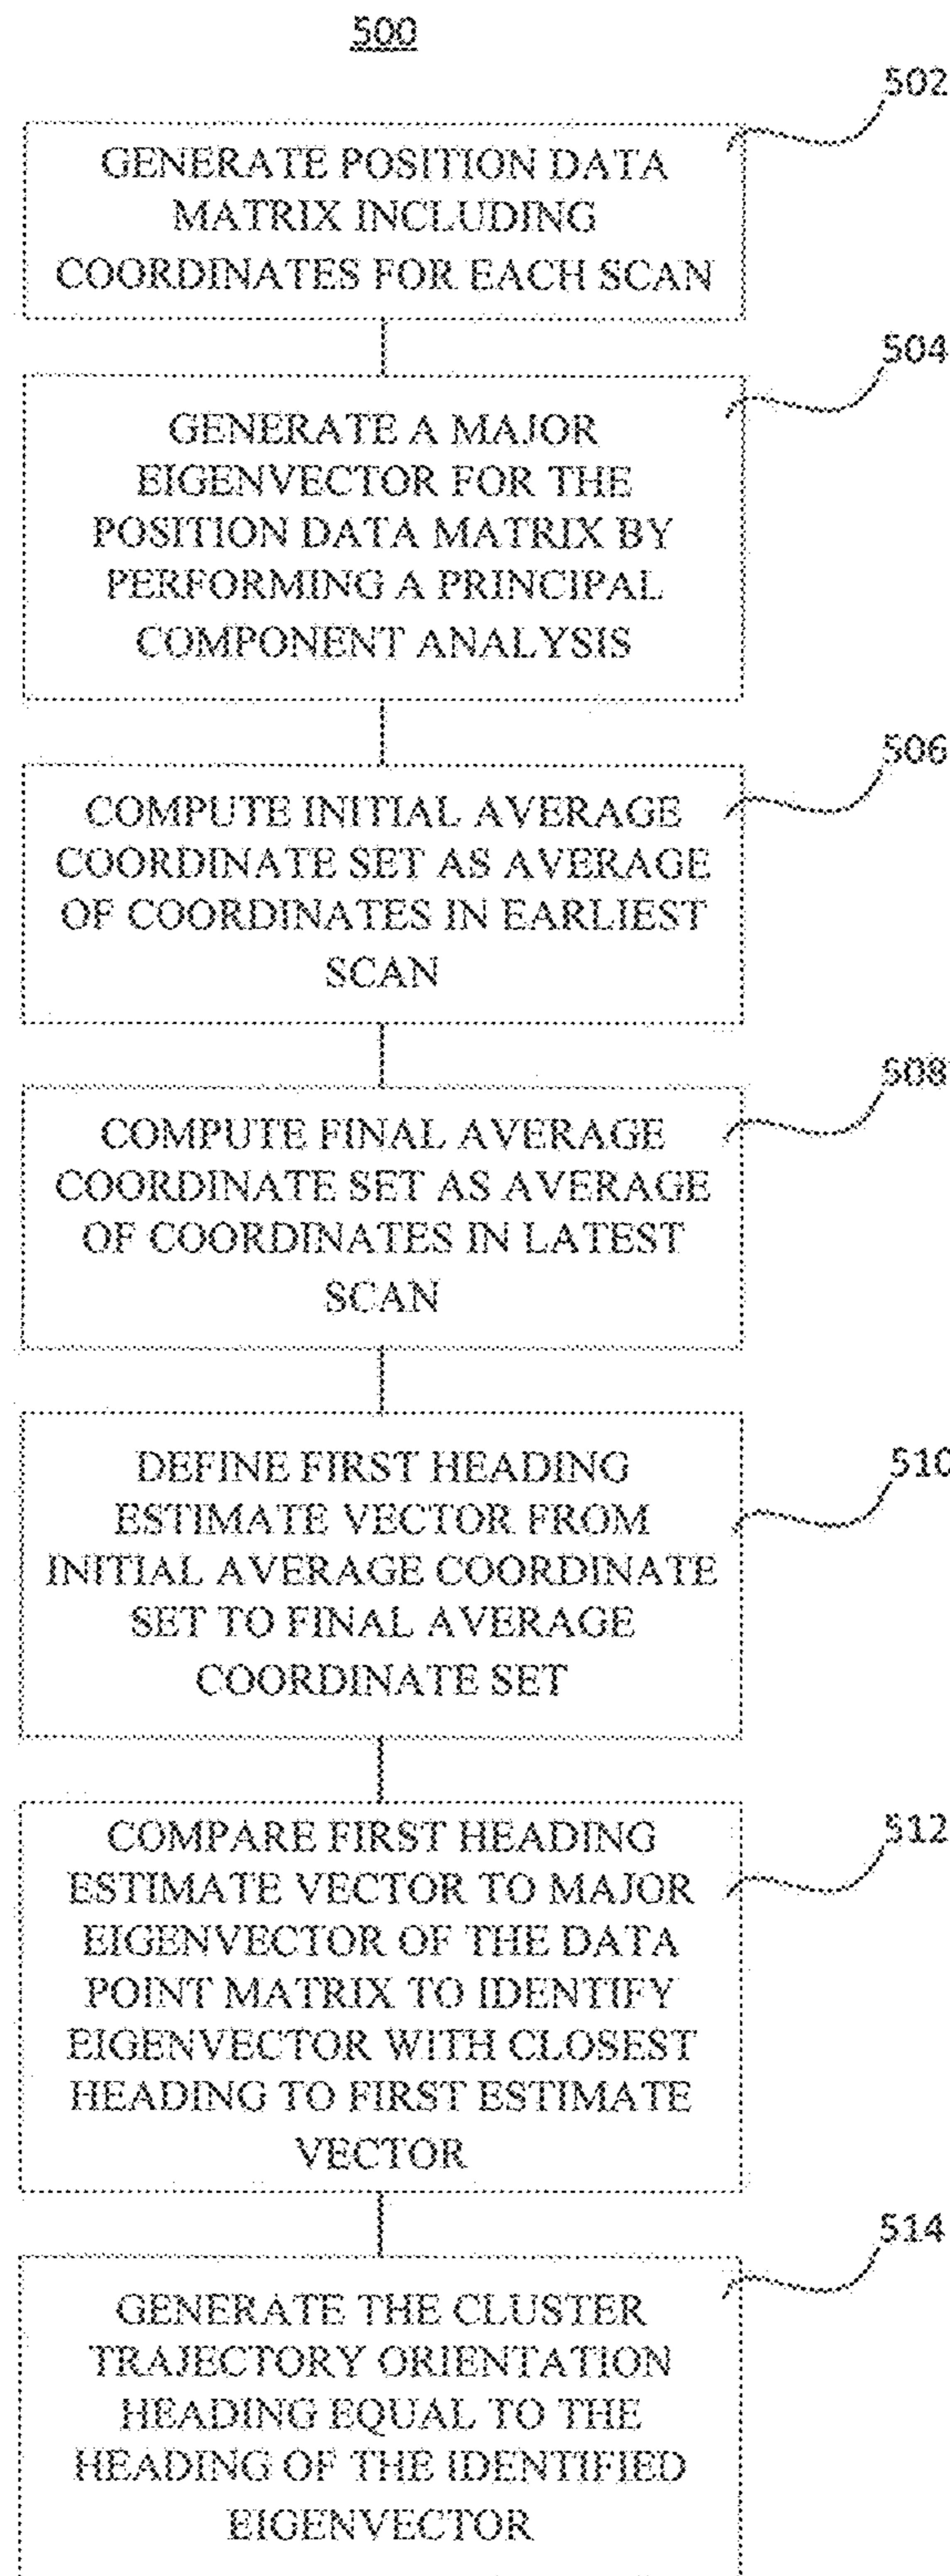 500
502
GENERATE POSITION DATA
MATRIX INCLUDING
COORDINATES FOR EACH SCAN
504
GENERATE A MAJOR
EIGENVECTOR FOR THE
POSITION DATA MATRIX BY
PERFORMING A PRINCIPAL
COMPONENT ANALYSIS
506
COMPUTE INITIAL AVERAGE
COORDINATE SET AS AVERAGE
OF COORDINATES IN EARLIEST
SCAN
508
COMPUTE FINAL AVERAGE
COORDINATE SET AS AVERAGE
OF COORDINATES IN LATEST
SCAN
510
DEFINE FIRST HEADING
ESTIMATE VECTOR FROM
INITIAL AVERAGE COORDINATE
SET TO FINAL AVERAGE
COORDINATE SET
512
COMPARE FIRST HEADING
ESTIMATE VECTOR TO MAJOR
EIGENVECTOR OF THE DATA
POINT MATRIX TO IDENTIFY
EIGENVECTOR WITH CLOSEST
HEADING TO FIRST ESTIMATE
VECTOR
514
GENERATE THE CLUSTER
TRAJECTORY ORIENTATION
HEADING EQUAL TO THE
HEADING OF THE IDENTIFIED
EIGENVECTOR